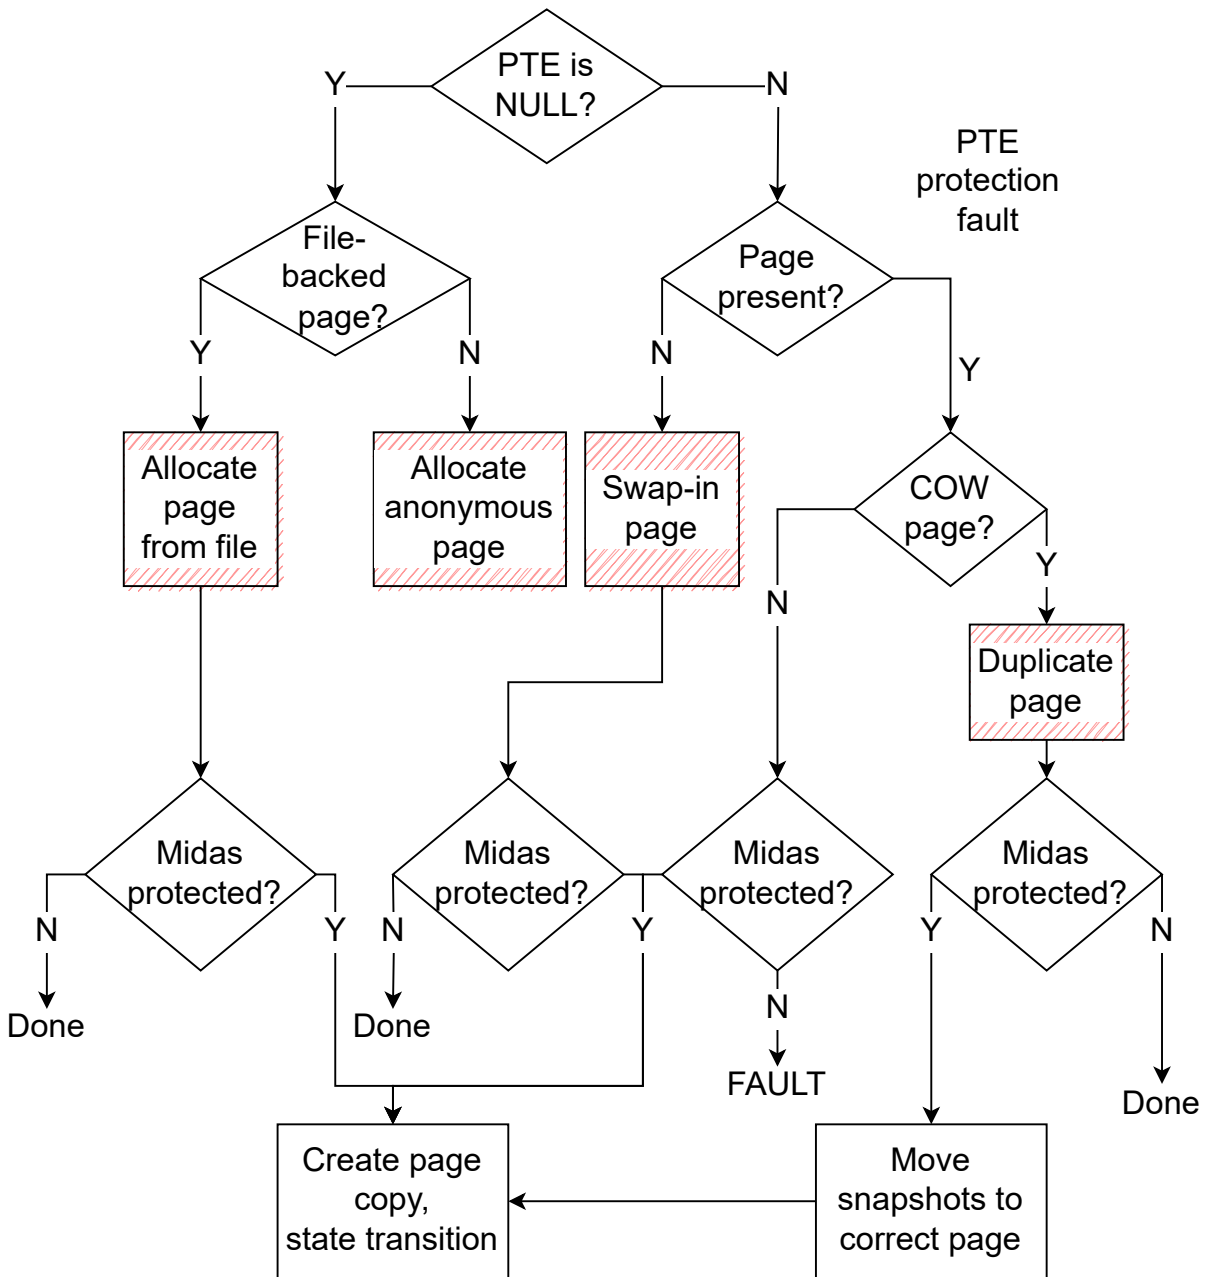 PTE is
NULL?
Y
N
PTE
protection
fault
File-
backed
page?
Page
present?
Y
N
N
Y
Allocate
page
from file
Allocate
anonymous
page
Swap-in
page
COW
page?
N
Y
Duplicate
page
Midas
protected?
Midas
protected?
Midas
protected?
Midas
protected?
N
Y
N
Y
Y
N
Done
Done
N
FAULT
Done
Create page
copy,
state transition
Move
snapshots to
correct page